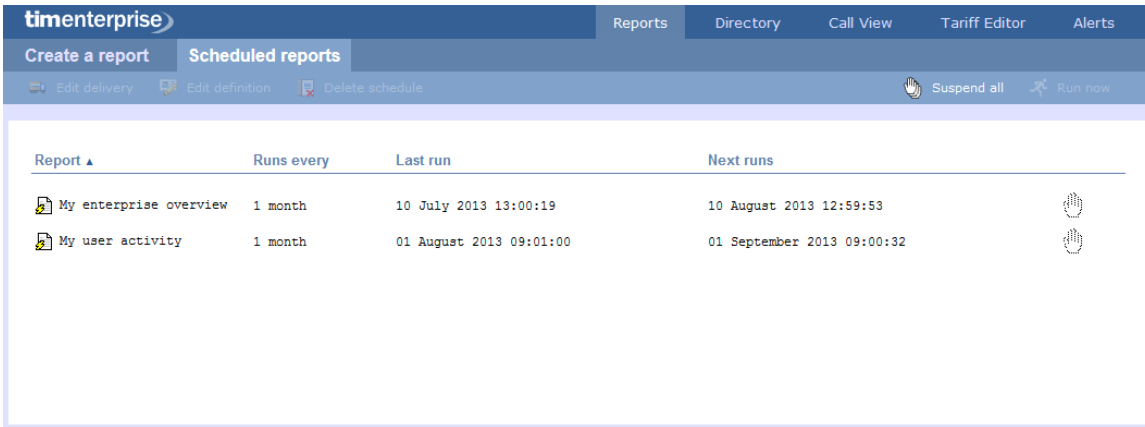 timenterprise Reports Directory Call View Tariff Editor Alerts
Create a report Scheduled reports
Edit delivery Edit definition Delete schedule Suspend all Run now
Report ▲ Runs every Last run Next runs
My enterprise overview 1 month 10 July 2013 13:00:19 10 August 2013 12:59:53
My user activity 1 month 01 August 2013 09:01:00 01 September 2013 09:00:32